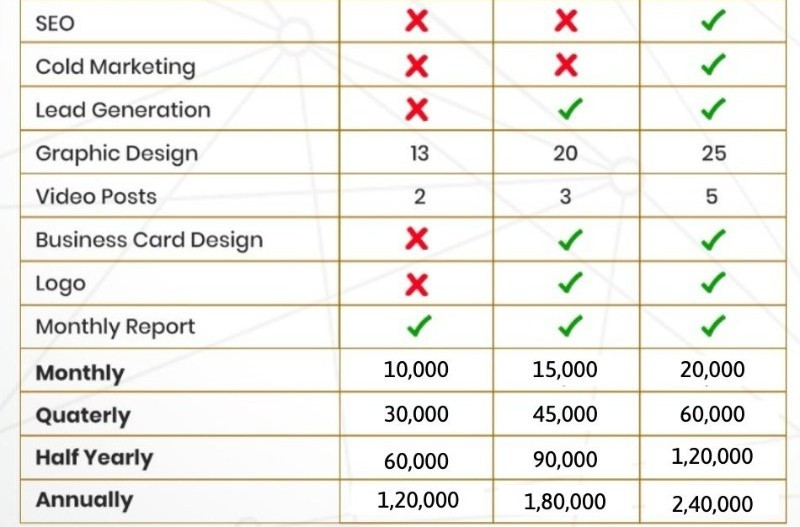 SEO ❌ ❌ ✔
Cold Marketing ❌ ❌ ✔
Lead Generation ❌ ✔ ✔
Graphic Design 13 20 25
Video Posts 2 3 5
Business Card Design ❌ ✔ ✔
Logo ❌ ✔ ✔
Monthly Report ✔ ✔ ✔
Monthly 10,000 15,000 20,000
Quaterly 30,000 45,000 60,000
Half Yearly 60,000 90,000 1,20,000
Annually 1,20,000 1,80,000 2,40,000